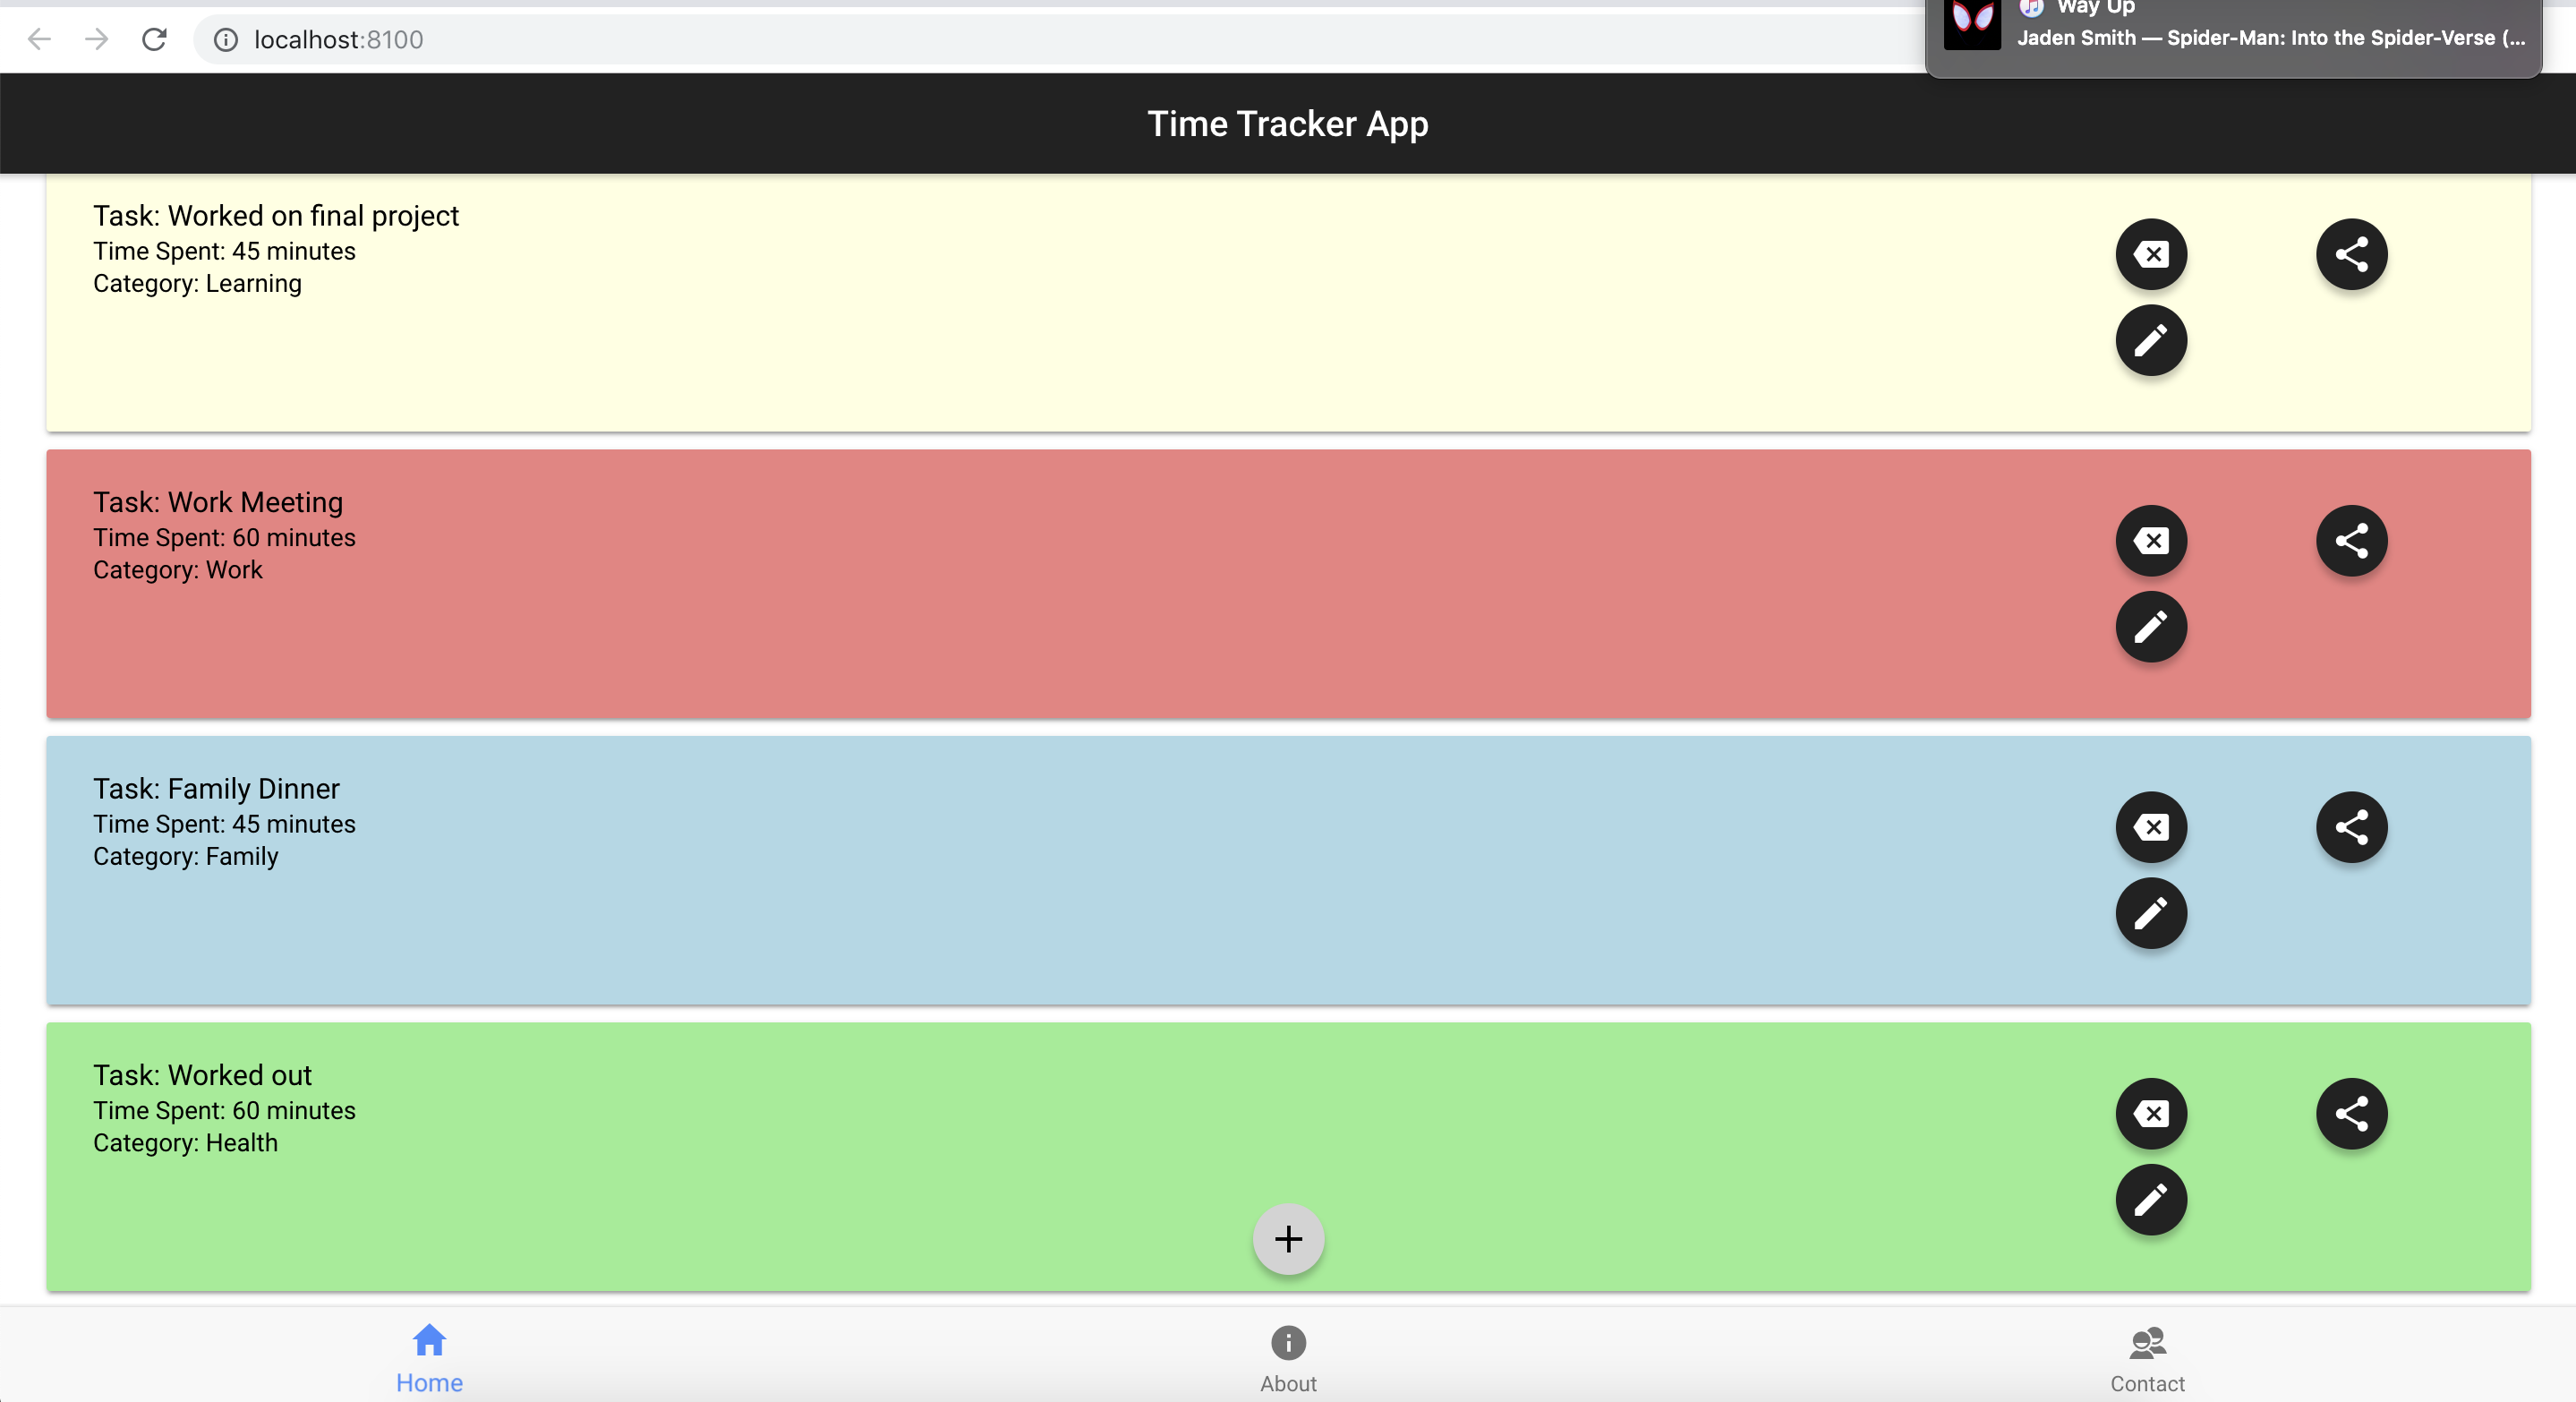 localhost:8100
Way Up
Jaden Smith — Spider-Man: Into the Spider-Verse (...
Time Tracker App
Task: Worked on final project
Time Spent: 45 minutes
Category: Learning
Task: Work Meeting
Time Spent: 60 minutes
Category: Work
Task: Family Dinner
Time Spent: 45 minutes
Category: Family
Task: Worked out
Time Spent: 60 minutes
Category: Health
Home
About
Contact